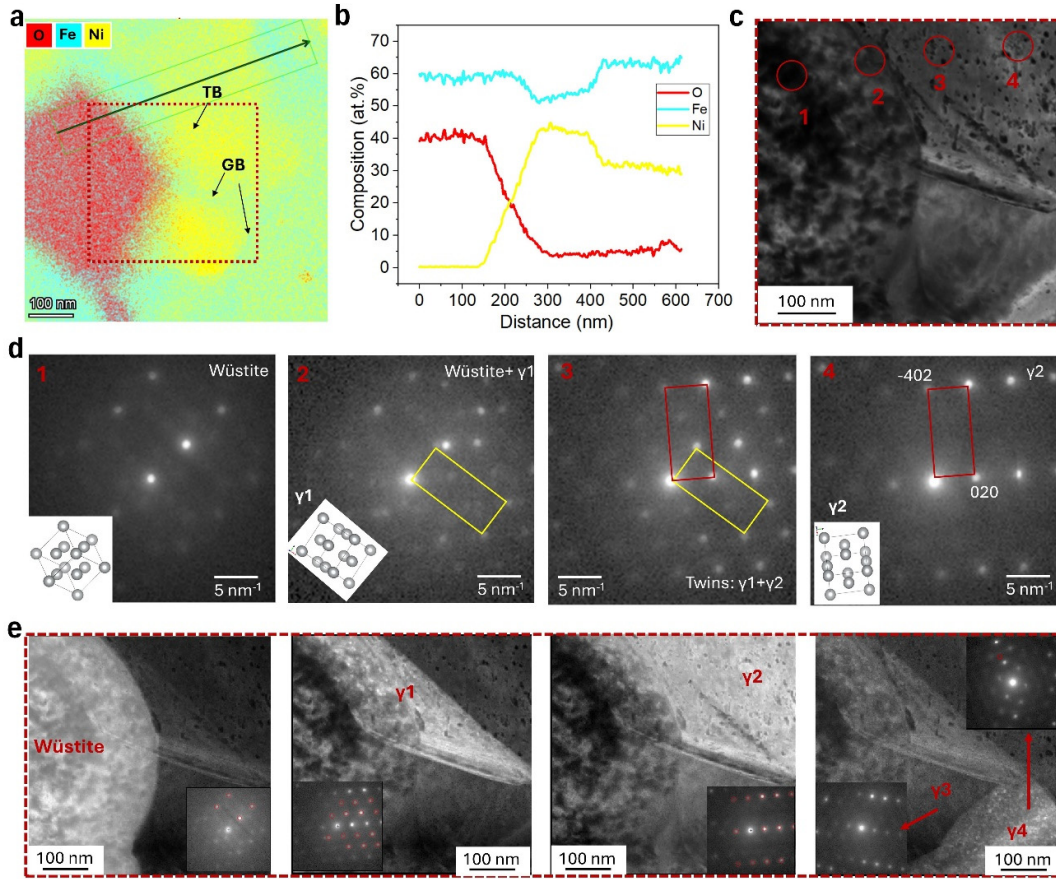 a
O Fe Ni
TB
GB
100 nm
b
Composition (at.%)
70
60
50
40
30
20
10
0
O
Fe
Ni
0 100 200 300 400 500 600 700
Distance (nm)
c
1 2 3 4
100 nm
d
1
Wüstite
5 nm⁻¹
2
Wüstite+ γ1
γ1
5 nm⁻¹
3
Twins: γ1+γ2
5 nm⁻¹
4
-402
γ2
020
γ2
5 nm⁻¹
e
Wüstite
100 nm
γ1
100 nm
γ2
100 nm
γ3
γ4
100 nm